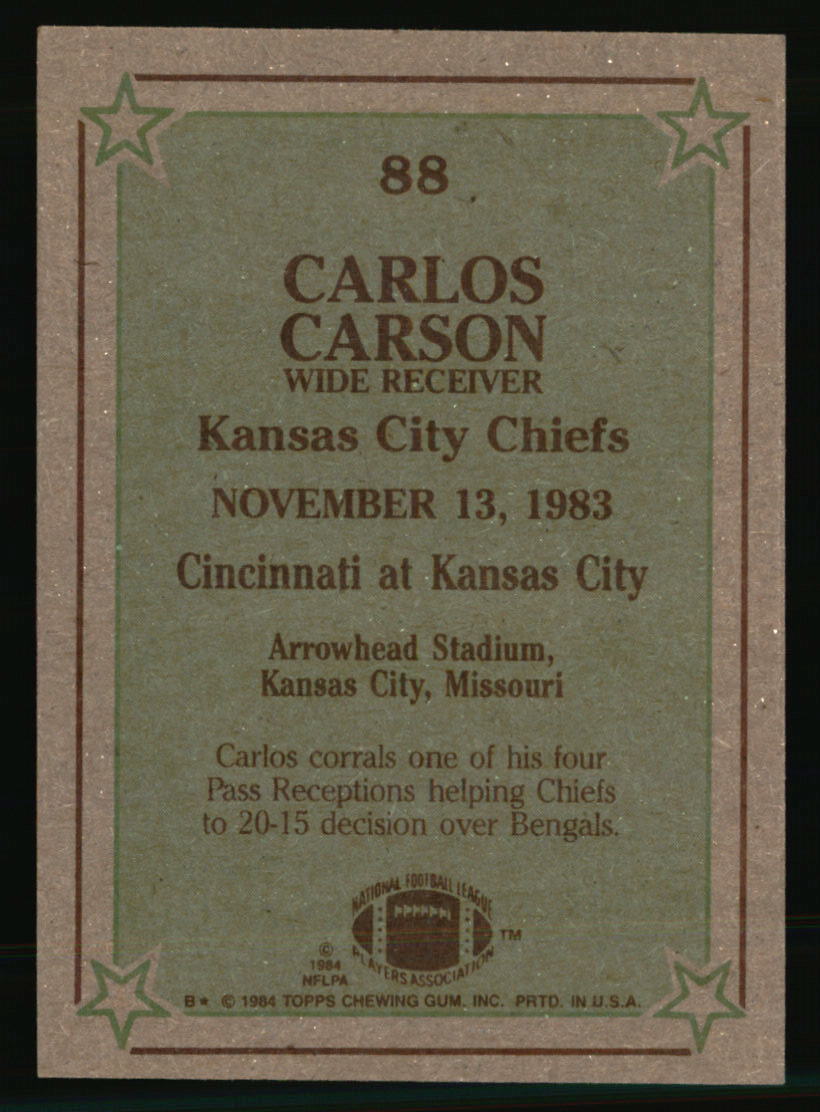 88
CARLOS
CARSON
WIDE RECEIVER
Kansas City Chiefs
NOVEMBER 13, 1983
Cincinnati at Kansas City
Arrowhead Stadium,
Kansas City, Missouri
Carlos corrals one of his four
Pass Receptions helping Chiefs
to 20-15 decision over Bengals.
NATIONAL FOOTBALL LEAGUE
PLAYERS ASSOCIATION
TM
©
1984
NFLPA
B★ © 1984 TOPPS CHEWING GUM. INC. PRTD. IN U.S.A.